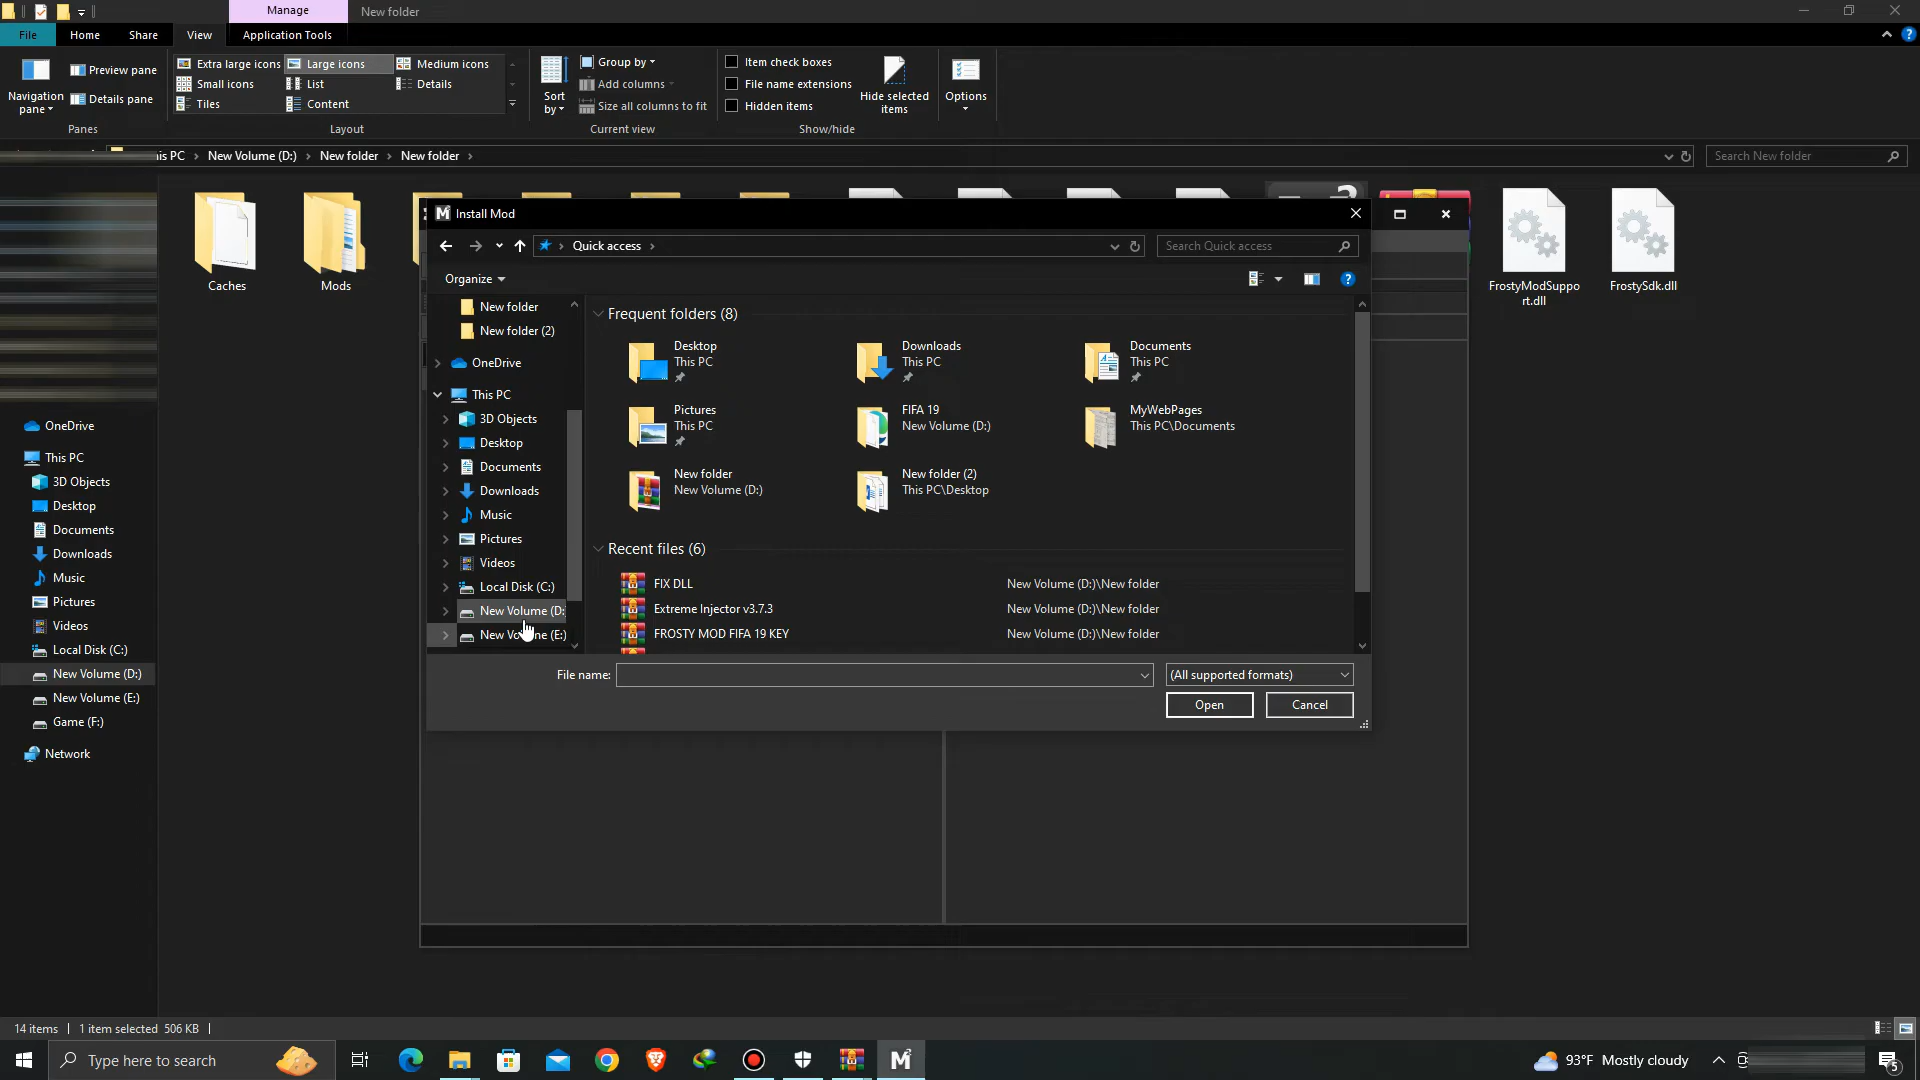 Manage
New folder
File
Home
Share
View
Application Tools
Navigation pane
Preview pane
Details pane
Panes
Extra large icons
Large icons
Medium icons
Small icons
List
Details
Tiles
Content
Layout
Sort by
Group by
Add columns
Size all columns to fit
Current view
Item check boxes
File name extensions
Hidden items
Hide selected items
Show/hide
Options
New Volume (D:)
New folder
New folder
Search New folder
Caches
Mods
FrostyModSuppo
rt.dll
FrostySdk.dll
OneDrive
This PC
3D Objects
Desktop
Documents
Downloads
Music
Pictures
Videos
Local Disk (C:)
New Volume (D:)
New Volume (E:)
Game (F:)
Network
Install Mod
Quick access
Search Quick access
Organize
New folder
New folder (2)
OneDrive
This PC
3D Objects
Desktop
Documents
Downloads
Music
Pictures
Videos
Local Disk (C:)
New Volume (D:
New Volume (E:)
Frequent folders (8)
Desktop
This PC
Downloads
This PC
Documents
This PC
Pictures
This PC
FIFA 19
New Volume (D:)
MyWebPages
This PC\Documents
New folder
New Volume (D:)
New folder (2)
This PC\Desktop
Recent files (6)
FIX DLL New Volume (D:)\New folder
Extreme Injector v3.7.3 New Volume (D:)\New folder
FROSTY MOD FIFA 19 KEY New Volume (D:)\New folder
File name:
(All supported formats)
Open
Cancel
14 items
1 item selected 506 KB
Type here to search
93°F Mostly cloudy
5